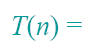 T(n) =